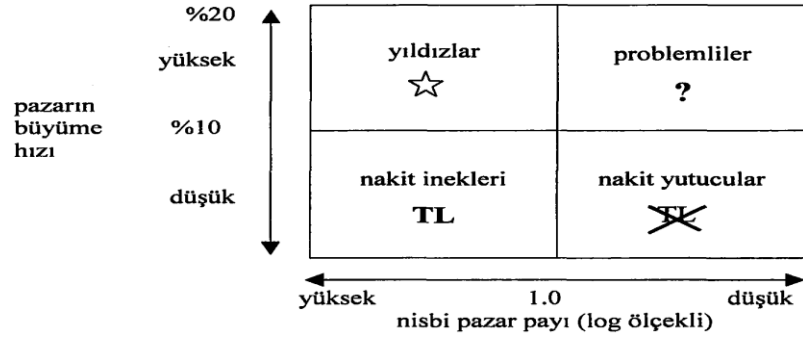 %20
yüksek
pazarın
büyüme
hızı
%10
düşük
yıldızlar
problemliler
?
nakit inekleri
TL
nakit yutucular
TL
yüksek
1.0
düşük
nisbi pazar payı (log ölçekli)